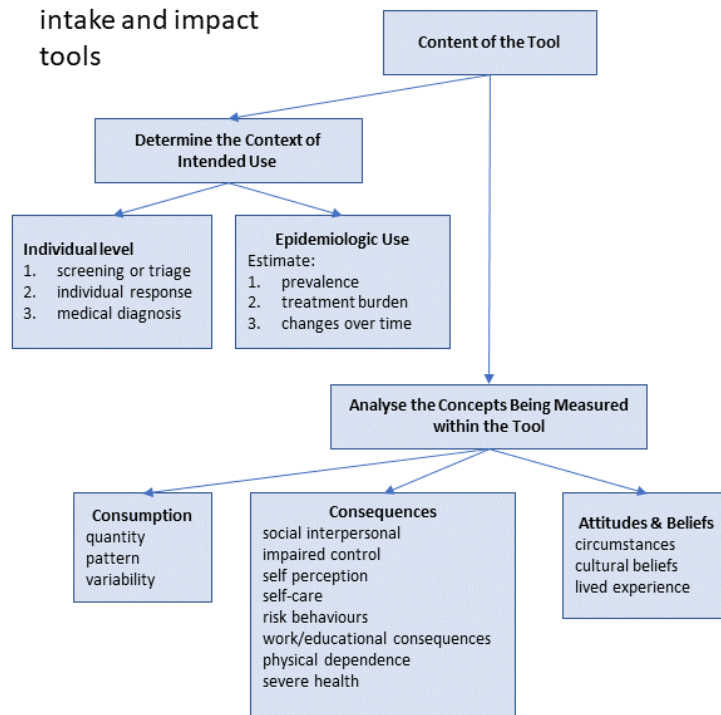 intake and impact
tools
Content of the Tool
Determine the Context of
Intended Use
Individual level
1. screening or triage
2. individual response
3. medical diagnosis
Epidemiologic Use
Estimate:
1. prevalence
2. treatment burden
3. changes over time
Analyse the Concepts Being Measured
within the Tool
Consumption
quantity
pattern
variability
Consequences
social interpersonal
impaired control
self perception
self-care
risk behaviours
work/educational consequences
physical dependence
severe health
Attitudes & Beliefs
circumstances
cultural beliefs
lived experience